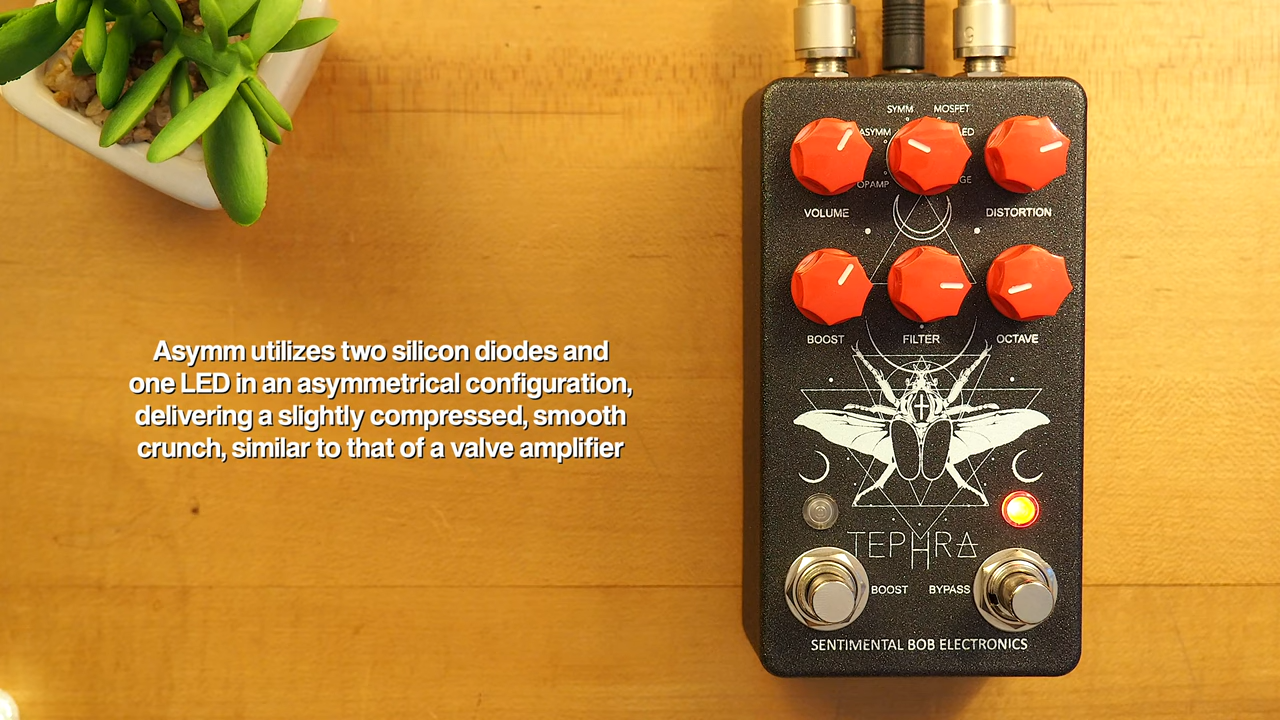 Asymm utilizes two silicon diodes and
one LED in an asymmetrical configuration,
delivering a slightly compressed, smooth
crunch, similar to that of a valve amplifier
SYMM MOSFET
ASYMM LED
OPAMP
VOLUME DISTORTION
BOOST FILTER OCTAVE
TEPHRA
BOOST BYPASS
SENTIMENTAL BOB ELECTRONICS